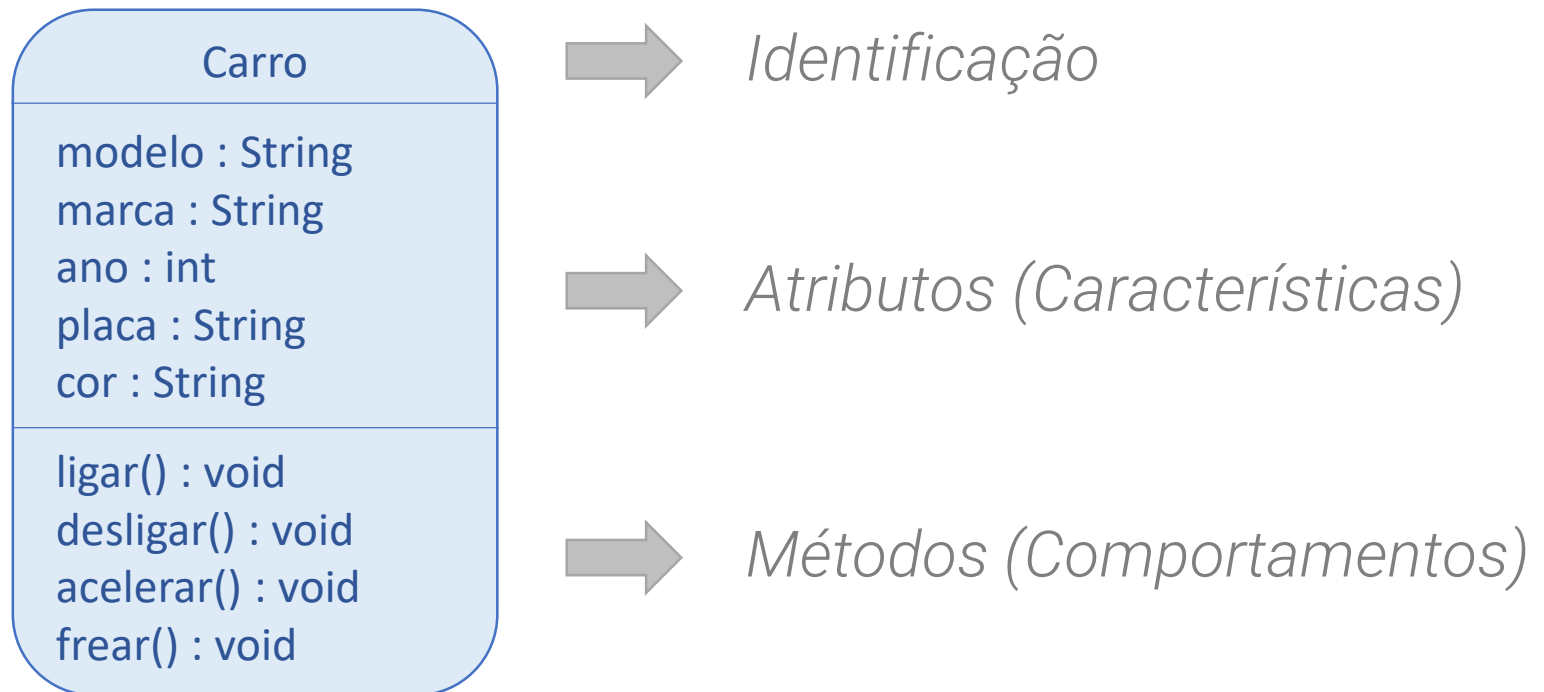 Carro
Identificação
modelo : String
marca : String
ano : int
placa : String
cor : String
Atributos (Características)
ligar() : void
desligar() : void
acelerar() : void
frear() : void
Métodos (Comportamentos)